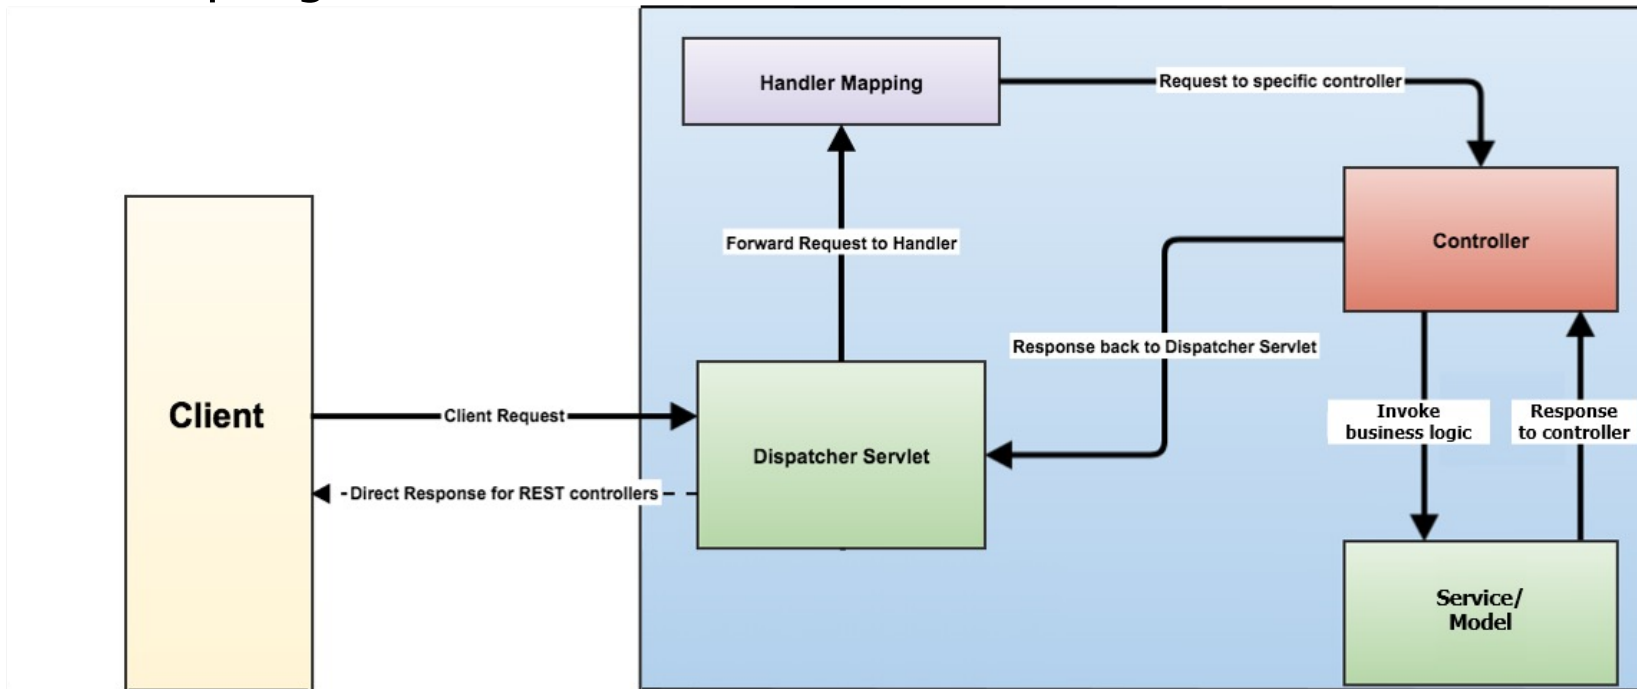 Handler Mapping
Request to specific controller
Forward Request to Handler
Controller
Response back to Dispatcher Servlet
Client
Client Request
Invoke
business logic
Response
to controller
Dispatcher Servlet
Direct Response for REST controllers
Service/
Model